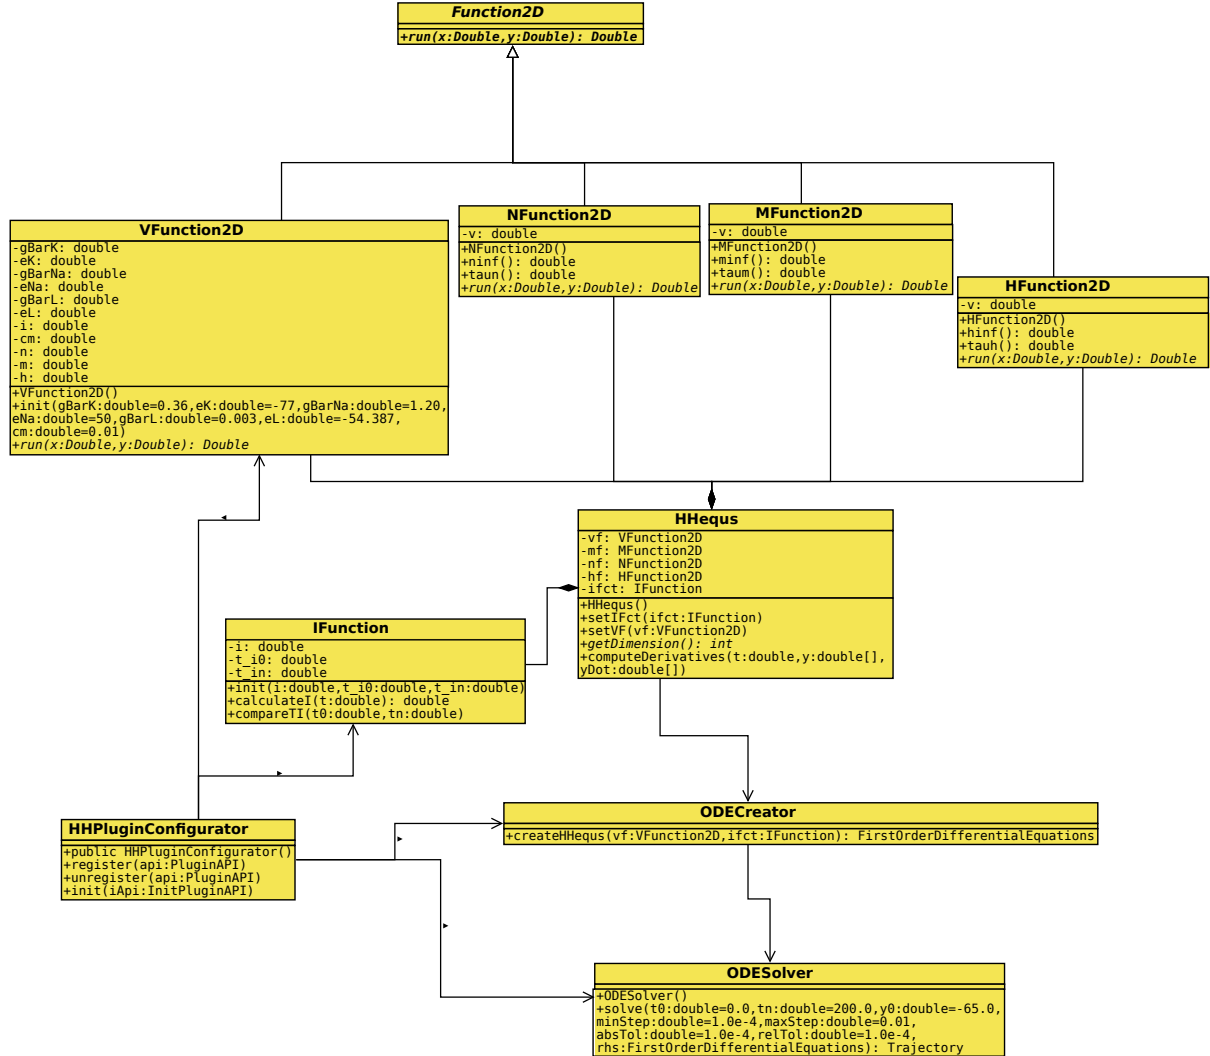 Function2D
+run(x:Double,y:Double): Double
VFunction2D
-gBarK: double
-eK: double
-gBarNa: double
-eNa: double
-gBarL: double
-eL: double
-i: double
-cm: double
-n: double
-m: double
-h: double
+VFunction2D()
+init(gBarK:double=0.36,eK:double=-77,gBarNa:double=1.20,
eNa:double=50,gBarL:double=0.003,eL:double=-54.387,
cm:double=0.01)
+run(x:Double,y:Double): Double
NFunction2D
-v: double
+NFunction2D()
+ninf(): double
+taun(): double
+run(x:Double,y:Double): Double
MFunction2D
-v: double
+MFunction2D()
+minf(): double
+taum(): double
+run(x:Double,y:Double): Double
HFunction2D
-v: double
+HFunction2D()
+hinf(): double
+tauh(): double
+run(x:Double,y:Double): Double
HHequs
-vf: VFunction2D
-mf: MFunction2D
-nf: NFunction2D
-hf: HFunction2D
-ifct: IFunction
+HHequs()
+setIFct(ifct:IFunction)
+setVF(vf:VFunction2D)
+getDimension(): int
+computeDerivatives(t:double,y:double[],
yDot:double[])
IFunction
-i: double
-t_i0: double
-t_in: double
+init(i:double,t_i0:double,t_in:double)
+calculateI(t:double): double
+compareTI(t0:double,tn:double)
HHPluginConfigurator
+public HHPluginConfigurator()
+register(api:PluginAPI)
+unregister(api:PluginAPI)
+init(iApi:InitPluginAPI)
ODECreator
+createHHequs(vf:VFunction2D,ifct:IFunction): FirstOrderDifferentialEquations
ODESolver
+ODESolver()
+solve(t0:double=0.0,tn:double=200.0,y0:double=-65.0,
minStep:double=1.0e-4,maxStep:double=0.01,
absTol:double=1.0e-4,relTol:double=1.0e-4,
rhs:FirstOrderDifferentialEquations): Trajectory